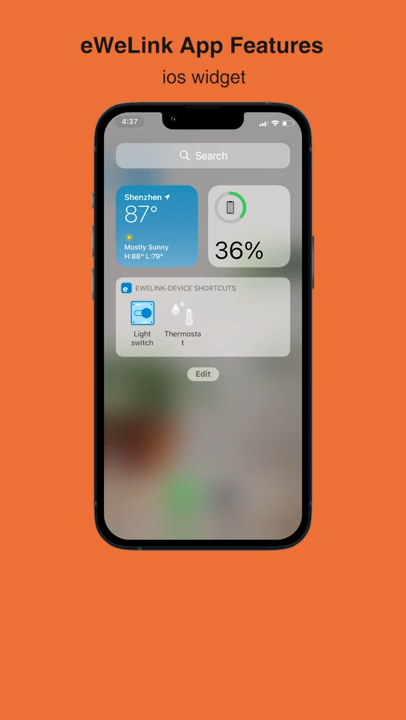 eWeLink App Features
ios widget
4:37
Search
Shenzhen
87°
36%
Mostly Sunny
H:88° L:79°
e EWELINK-DEVICE SHORTCUTS
Light switch
Thermosta
t
Edit